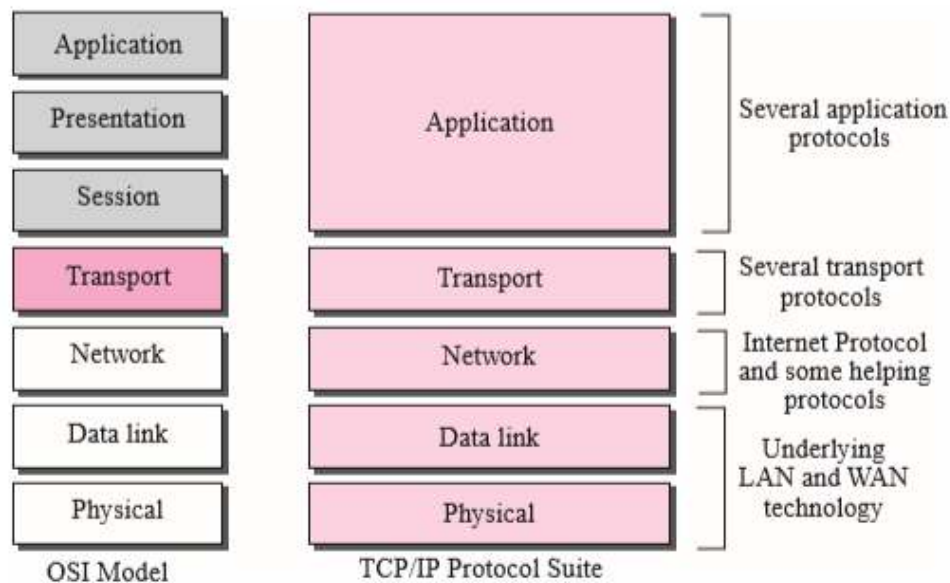 Application
Presentation
Session
Transport
Network
Data link
Physical
OSI Model
Application
Transport
Network
Data link
Physical
TCP/IP Protocol Suite
Several application
protocols
Several transport
protocols
Internet Protocol
and some helping
protocols
Underlying
LAN and WAN
technology